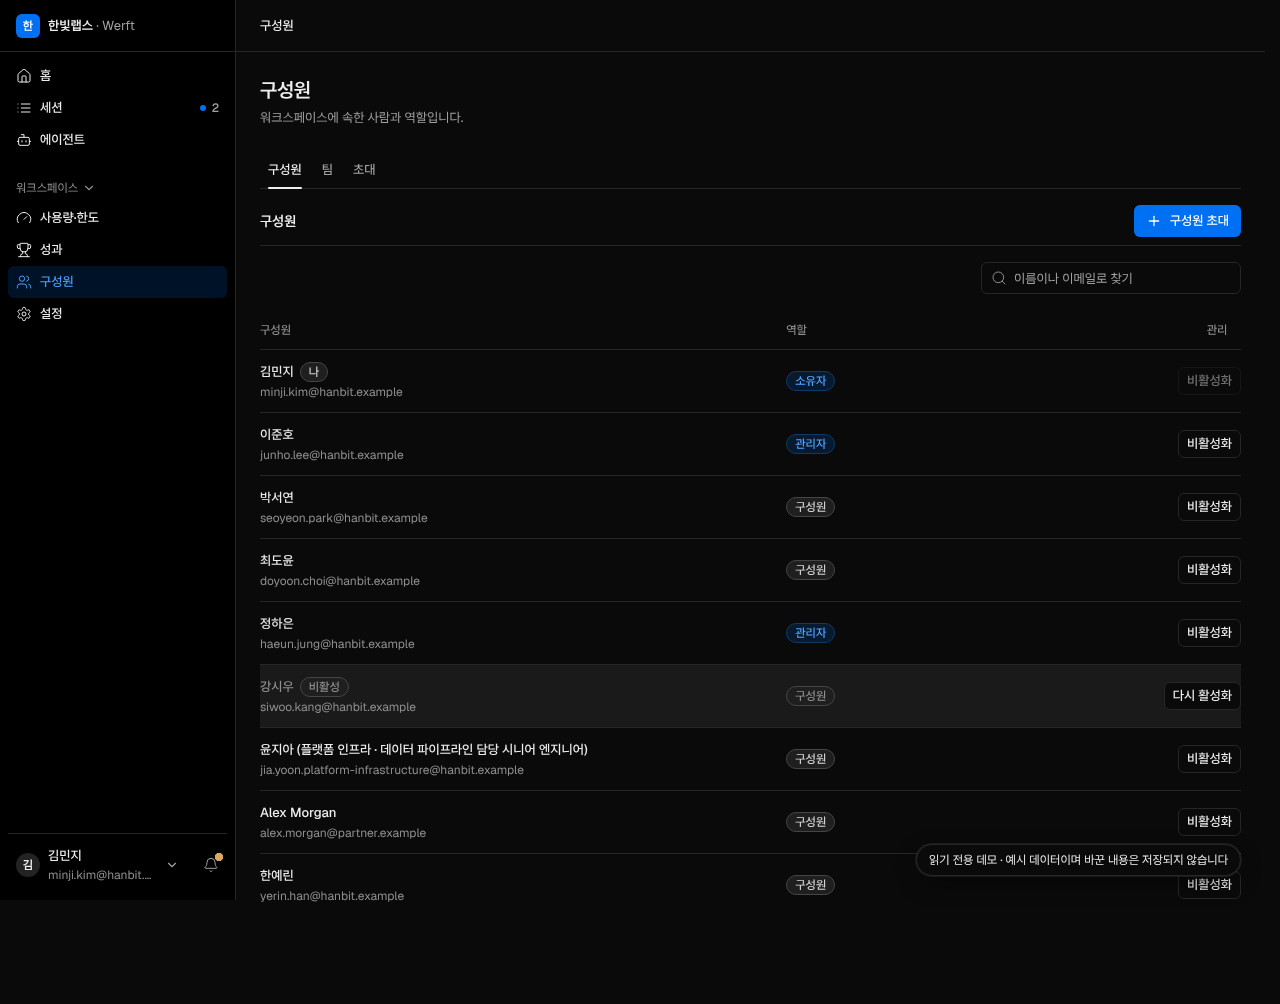 한 한빛랩스 · Werft
구성원
홈
세션 2
에이전트
워크스페이스
사용량·한도
성과
구성원
설정
김 김민지
minji.kim@hanbit....
구성원
워크스페이스에 속한 사람과 역할입니다.
구성원 팀 초대
구성원
구성원 초대
이름이나 이메일로 찾기
구성원 역할 관리
김민지 나
minji.kim@hanbit.example
소유자
비활성화
이준호
junho.lee@hanbit.example
관리자
비활성화
박서연
seoyeon.park@hanbit.example
구성원
비활성화
최도윤
doyoon.choi@hanbit.example
구성원
비활성화
정하은
haeun.jung@hanbit.example
관리자
비활성화
강시우 비활성
siwoo.kang@hanbit.example
구성원
다시 활성화
윤지아 (플랫폼 인프라 · 데이터 파이프라인 담당 시니어 엔지니어)
jia.yoon.platform-infrastructure@hanbit.example
구성원
비활성화
Alex Morgan
alex.morgan@partner.example
구성원
비활성화
한예린
yerin.han@hanbit.example
구성원
비활성화
읽기 전용 데모 · 예시 데이터이며 바꾼 내용은 저장되지 않습니다